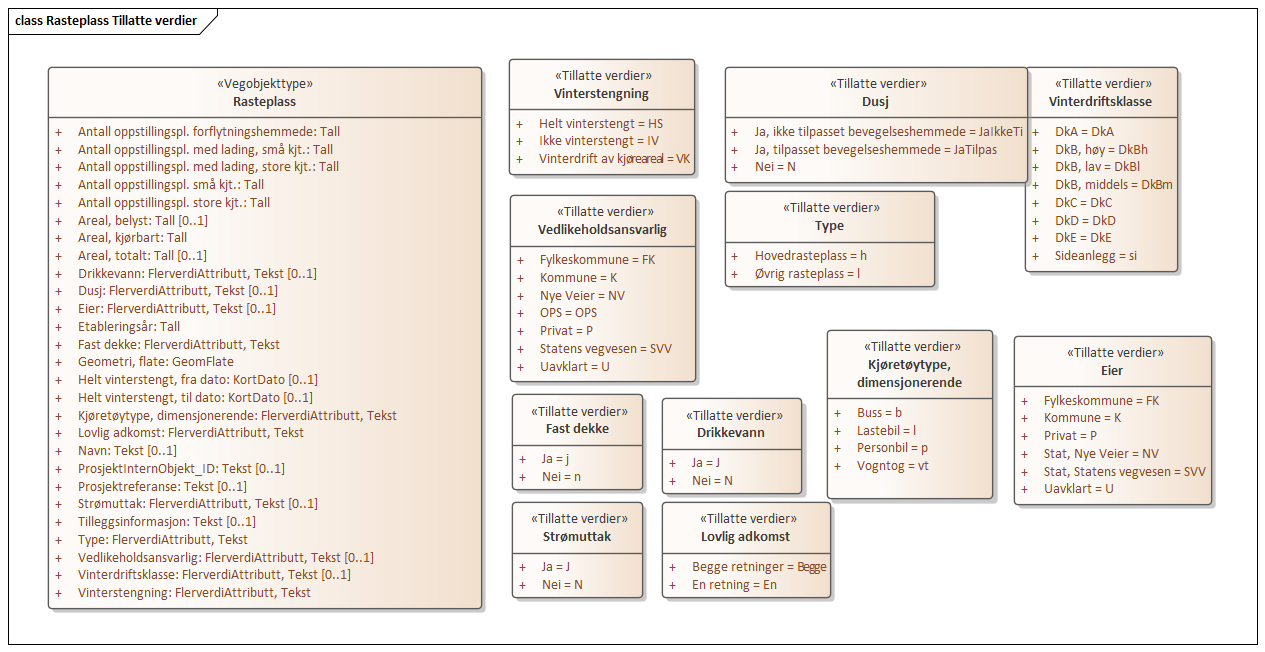 class Rasteplass Tillatte verdier
«Vegobjekttype»
Rasteplass
+ Antall oppstillingspl. forflytningshemmede: Tall
+ Antall oppstillingspl. med lading, små kjt.: Tall
+ Antall oppstillingspl. med lading, store kjt.: Tall
+ Antall oppstillingspl. små kjt.: Tall
+ Antall oppstillingspl. store kjt.: Tall
+ Areal, belyst: Tall [0..1]
+ Areal, kjørbart: Tall
+ Areal, totalt: Tall [0..1]
+ Drikkevann: FlerverdiAttributt, Tekst [0..1]
+ Dusj: FlerverdiAttributt, Tekst [0..1]
+ Eier: FlerverdiAttributt, Tekst [0..1]
+ Etableringsår: Tall
+ Fast dekke: FlerverdiAttributt, Tekst
+ Geometri, flate: GeomFlate
+ Helt vinterstengt, fra dato: KortDato [0..1]
+ Helt vinterstengt, til dato: KortDato [0..1]
+ Kjøretøytype, dimensjonerende: FlerverdiAttributt, Tekst
+ Lovlig adkomst: FlerverdiAttributt, Tekst
+ Navn: Tekst [0..1]
+ ProsjektInternObjekt_ID: Tekst [0..1]
+ Prosjektreferanse: Tekst [0..1]
+ Strømuttak: FlerverdiAttributt, Tekst [0..1]
+ Tilleggsinformasjon: Tekst [0..1]
+ Type: FlerverdiAttributt, Tekst
+ Vedlikeholdsansvarlig: FlerverdiAttributt, Tekst [0..1]
+ Vinterdriftsklasse: FlerverdiAttributt, Tekst [0..1]
+ Vinterstengning: FlerverdiAttributt, Tekst
«Tillatte verdier»
Vinterstengning
+ Helt vinterstengt = HS
+ Ikke vinterstengt = IV
+ Vinterdrift av kjøreareal = VK
«Tillatte verdier»
Dusj
+ Ja, ikke tilpasset bevegelseshemmede = JaIkkeTi
+ Ja, tilpasset bevegelseshemmede = JaTilpas
+ Nei = N
«Tillatte verdier»
Vinterdriftsklasse
+ DkA = DkA
+ DkB, høy = DkBh
+ DkB, lav = DkBl
+ DkB, middels = DkBm
+ DkC = DkC
+ DkD = DkD
+ DkE = DkE
+ Sideanlegg = si
«Tillatte verdier»
Vedlikeholdsansvarlig
+ Fylkeskommune = FK
+ Kommune = K
+ Nye Veier = NV
+ OPS = OPS
+ Privat = P
+ Statens vegvesen = SVV
+ Uavklart = U
«Tillatte verdier»
Type
+ Hovedrasteplass = h
+ Øvrig rasteplass = l
«Tillatte verdier»
Kjøretøytype,
dimensjonerende
+ Buss = b
+ Lastebil = l
+ Personbil = p
+ Vogntog = vt
«Tillatte verdier»
Eier
+ Fylkeskommune = FK
+ Kommune = K
+ Privat = P
+ Stat, Nye Veier = NV
+ Stat, Statens vegvesen = SVV
+ Uavklart = U
«Tillatte verdier»
Fast dekke
+ Ja = j
+ Nei = n
«Tillatte verdier»
Drikkevann
+ Ja = J
+ Nei = N
«Tillatte verdier»
Strømuttak
+ Ja = J
+ Nei = N
«Tillatte verdier»
Lovlig adkomst
+ Begge retninger = Begge
+ En retning = En